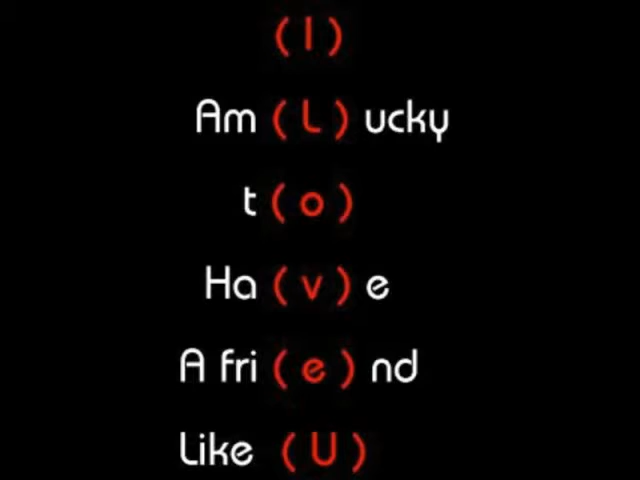 ( I )
Am ( L ) ucky
t ( o )
Ha ( v ) e
A fri ( e ) nd
Like ( U )